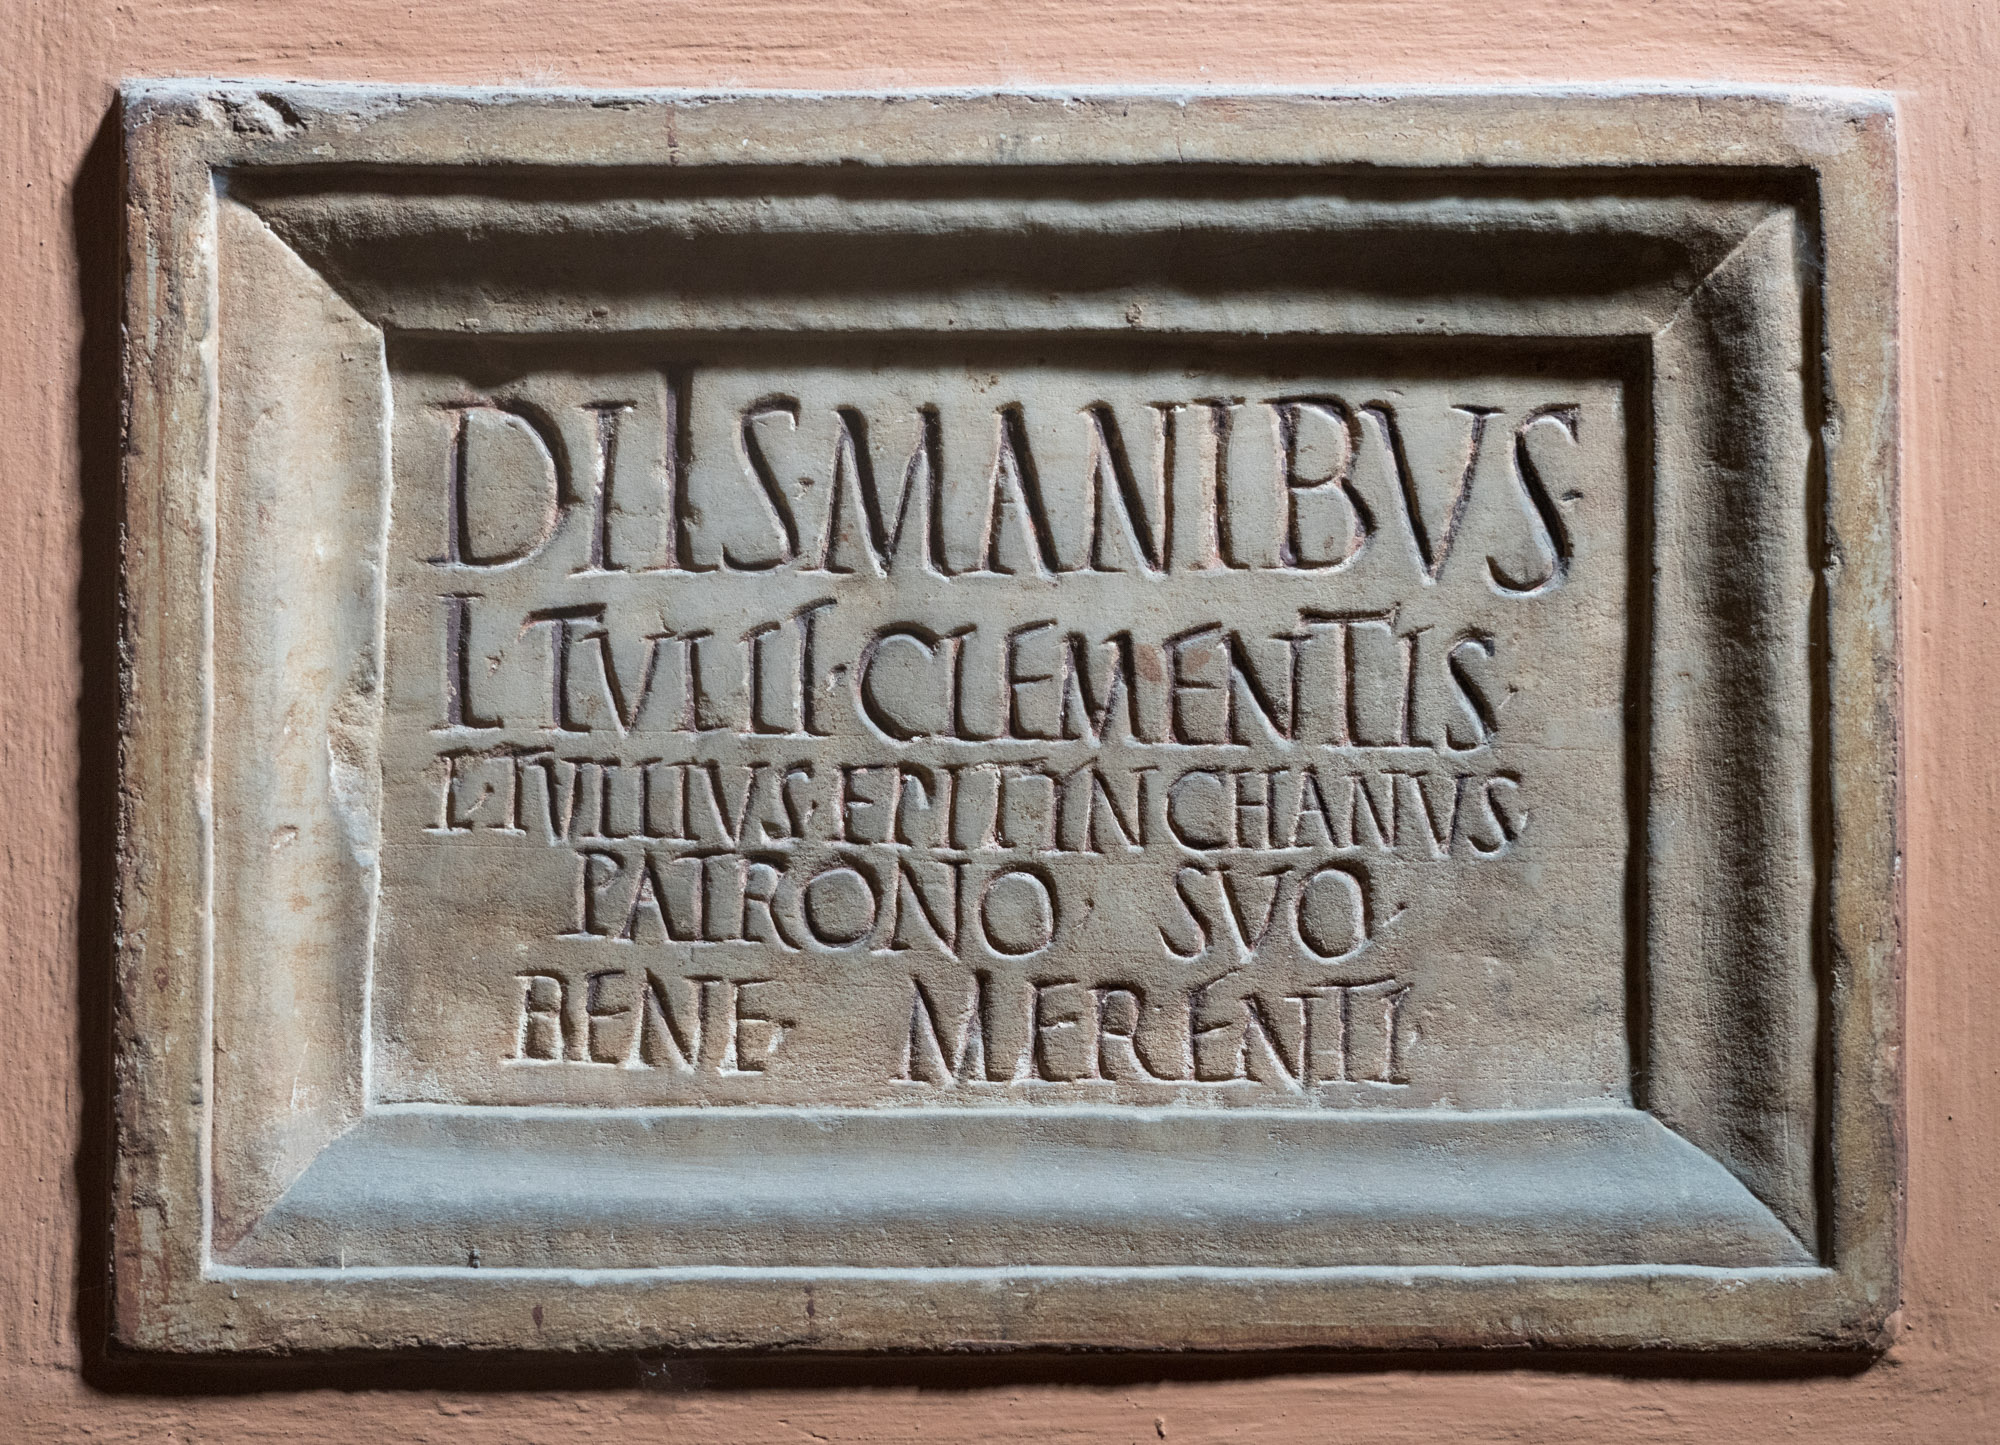 DIIS MANIBVS
L TVLLI · CLEMENTIS
L · TVLLIVS · EPITYNCHANVS
PATRONO SVO
BENE MERENTI